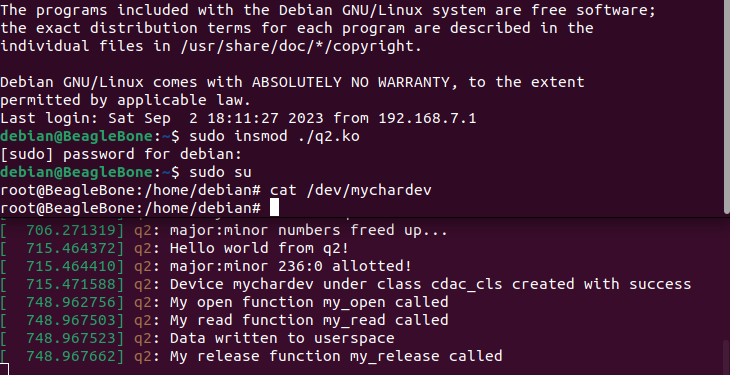 The programs included with the Debian GNU/Linux system are free software;
the exact distribution terms for each program are described in the
individual files in /usr/share/doc/*/copyright.
Debian GNU/Linux comes with ABSOLUTELY NO WARRANTY, to the extent
permitted by applicable law.
Last login: Sat Sep  2 18:11:27 2023 from 192.168.7.1
debian@BeagleBone:~$ sudo insmod ./q2.ko
[sudo] password for debian:
debian@BeagleBone:~$ sudo su
root@BeagleBone:/home/debian# cat /dev/mychardev
root@BeagleBone:/home/debian#
[  706.271319] q2: major:minor numbers freed up...
[  715.464372] q2: Hello world from q2!
[  715.464410] q2: major:minor 236:0 allotted!
[  715.471588] q2: Device mychardev under class cdac_cls created with success
[  748.962756] q2: My open function my_open called
[  748.967503] q2: My read function my_read called
[  748.967523] q2: Data written to userspace
[  748.967662] q2: My release function my_release called